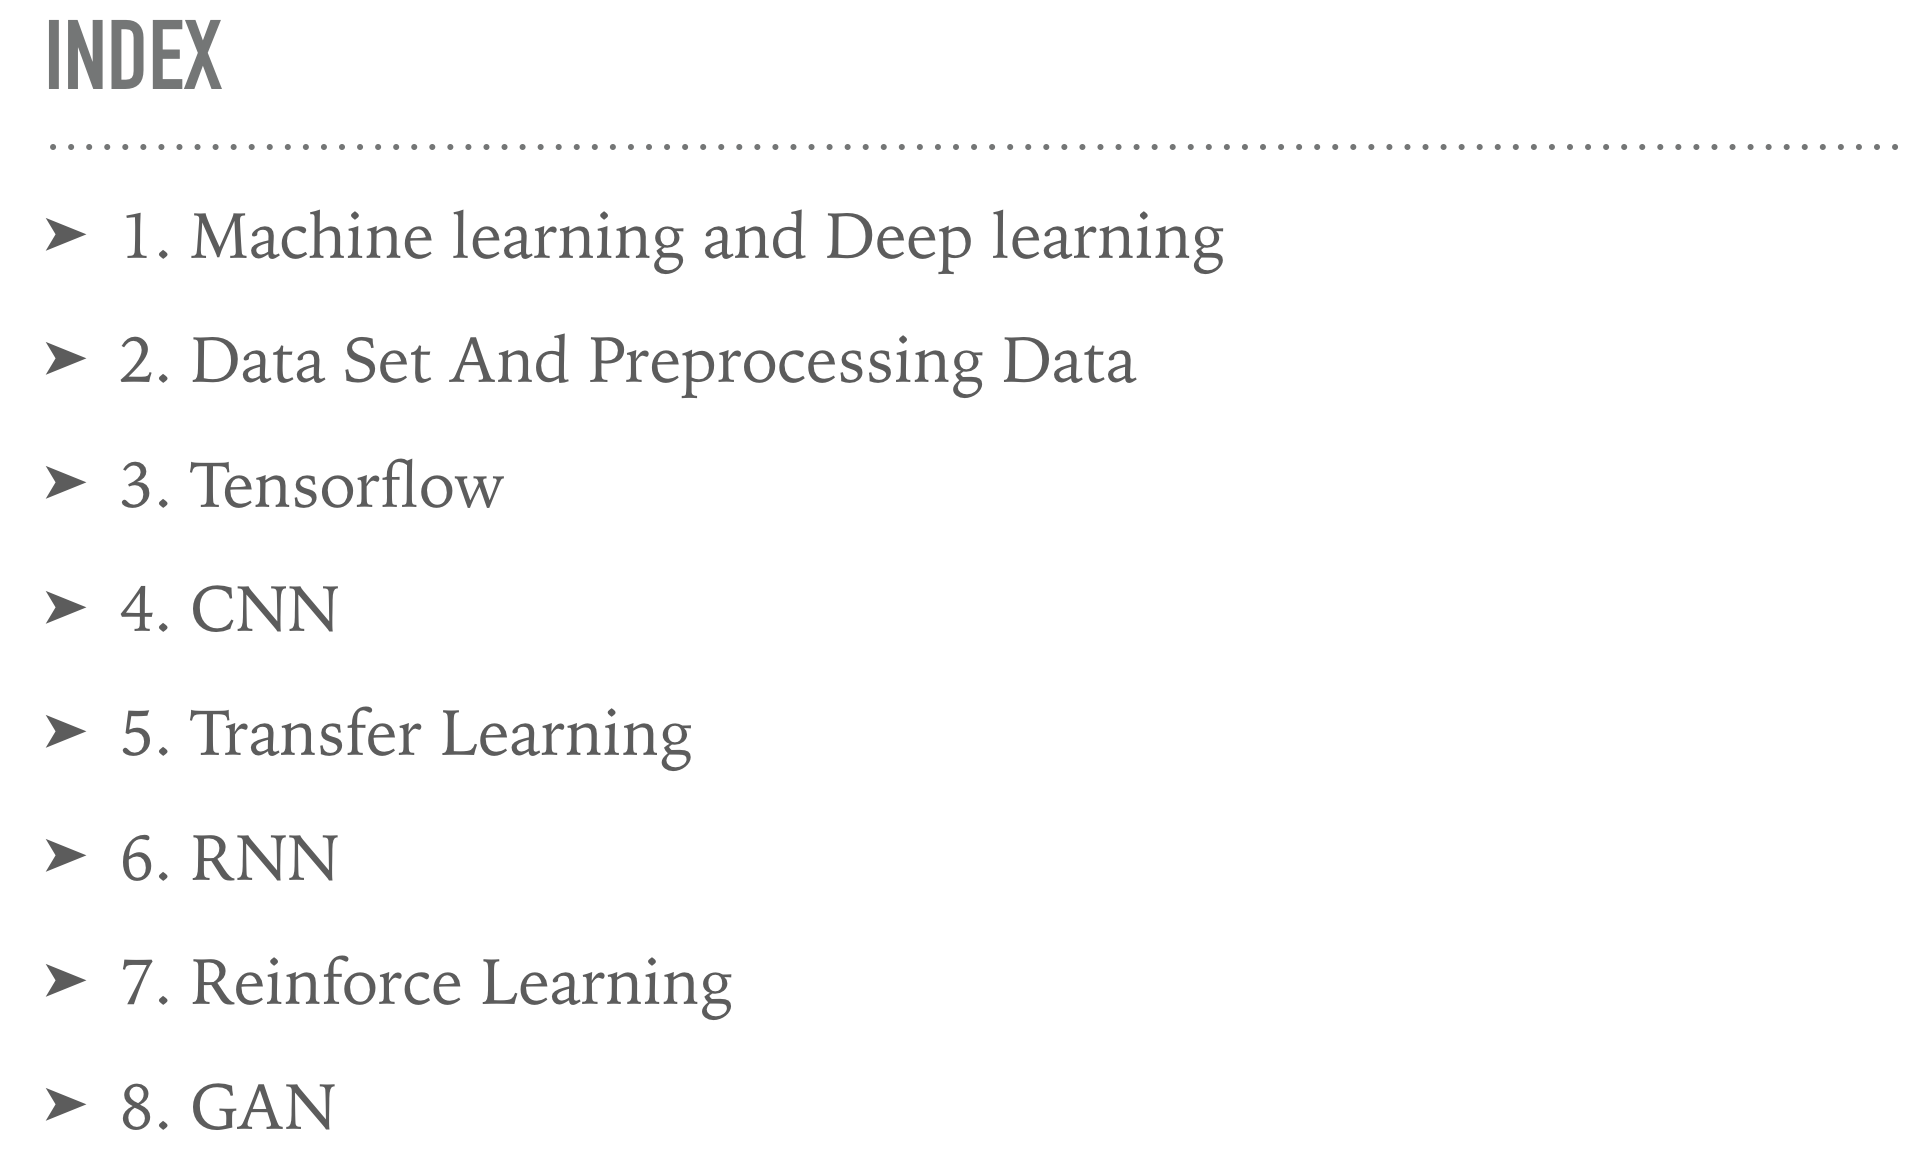 INDEX
➤ 1. Machine learning and Deep learning
➤ 2. Data Set And Preprocessing Data
➤ 3. Tensorflow
➤ 4. CNN
➤ 5. Transfer Learning
➤ 6. RNN
➤ 7. Reinforce Learning
➤ 8. GAN